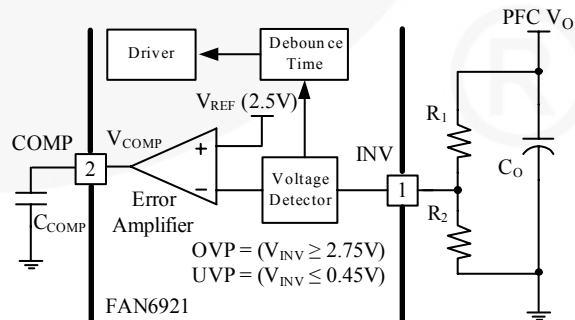 PFC VO
Driver
Debounce
Time
VREF (2.5V)
R1
COMP
VCOMP
INV
2
+
−
Voltage
Detector
1
CO
CCOMP
Error
Amplifier
R2
OVP = (VINV ≥ 2.75V)
UVP = (VINV ≤ 0.45V)
FAN6921
®